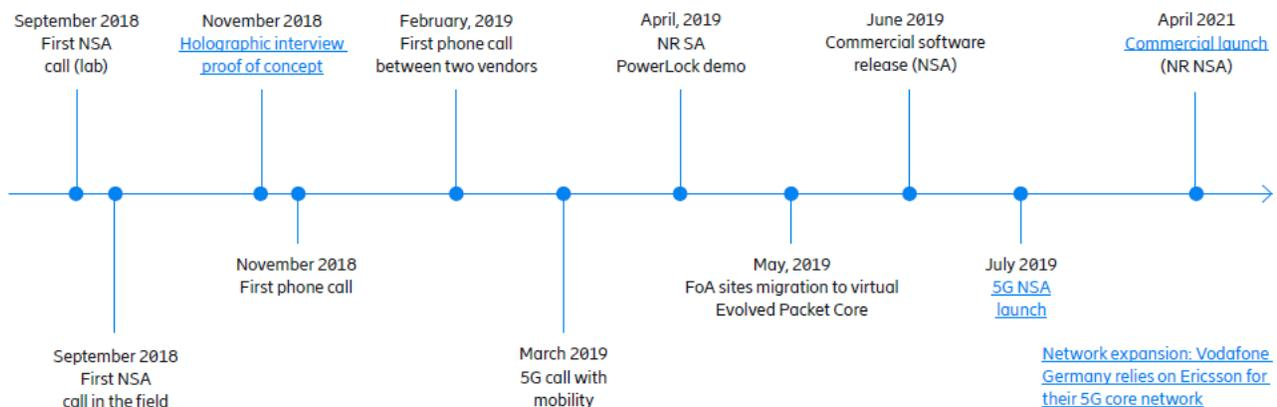 September 2018
First NSA
call (lab)
November 2018
Holographic interview
proof of concept
February, 2019
First phone call
between two vendors
April, 2019
NR SA
PowerLock demo
June 2019
Commercial software
release (NSA)
April 2021
Commercial launch
(NR NSA)
November 2018
First phone call
May, 2019
FoA sites migration to virtual
Evolved Packet Core
July 2019
5G NSA
launch
September 2018
First NSA
call in the field
March 2019
5G call with
mobility
Network expansion: Vodafone
Germany relies on Ericsson for
their 5G core network